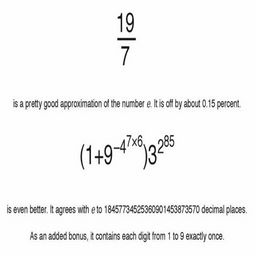 19
7
is a pretty good approximation of the number e. It is off by about 0.15 percent.
(1+9^{-4^{7×6}})3^{2^{85}}
is even better. It agrees with e to 18457734525360901453873570 decimal places.
As an added bonus, it contains each digit from 1 to 9 exactly once.